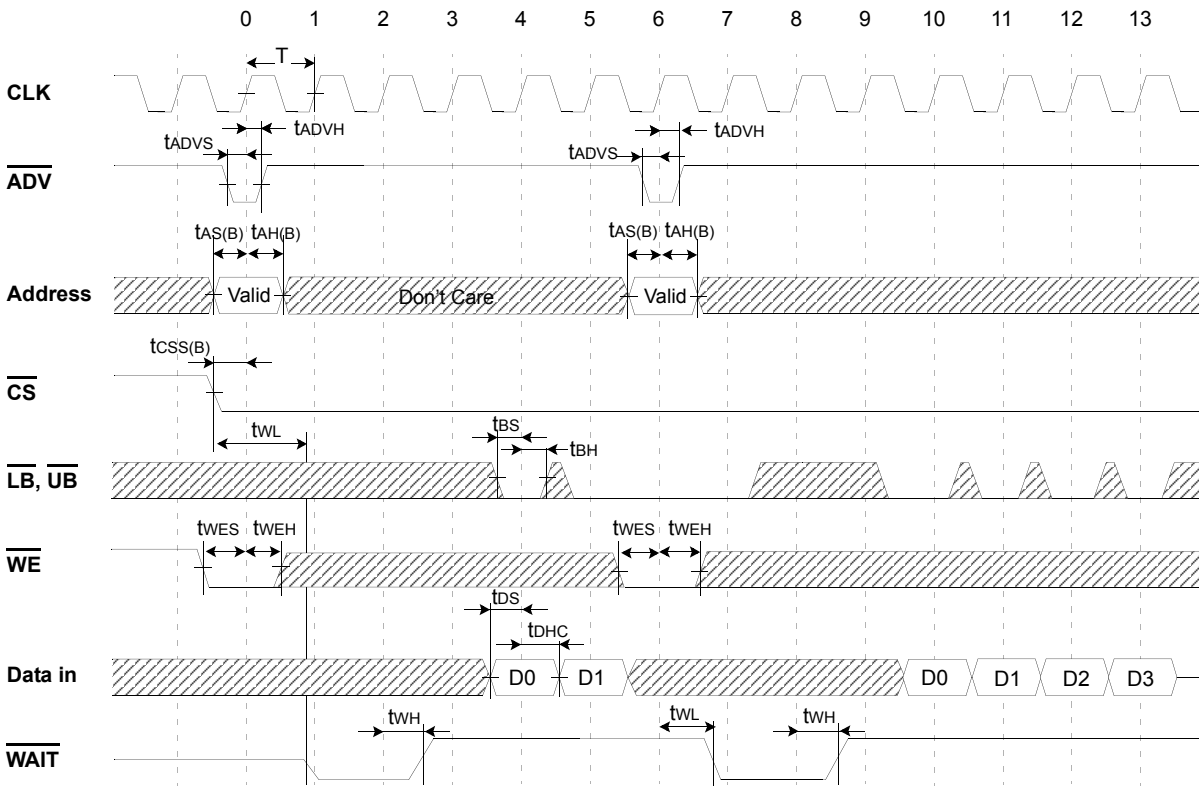 0 1 2 3 4 5 6 7 8 9 10 11 12 13
T
CLK
tADVH
tADVH
tADVS
tADVS
ADV
tAS(B) tAH(B)
tAS(B) tAH(B)
Address
Valid
Don't Care
Valid
tCSS(B)
CS
tWL
tBS
tBH
LB, UB
tWES tWEH
tWES tWEH
WE
tDS
tDHC
Data in
D0 D1
D0 D1 D2 D3
tWH
tWL
tWH
WAIT